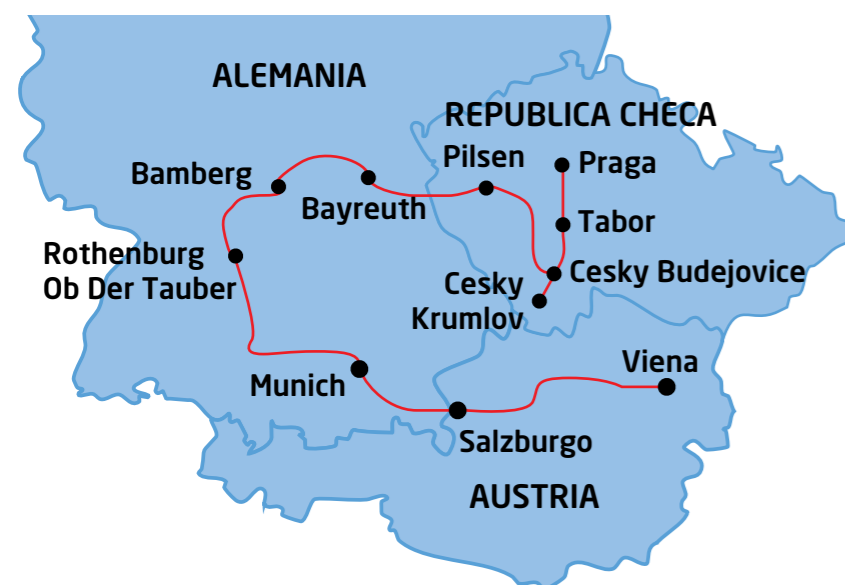 ALEMANIA
REPUBLICA CHECA
Pilsen
Praga
Bamberg
Bayreuth
Tabor
Rothenburg
Ob Der Tauber
Cesky Budejovice
Cesky
Krumlov
Viena
Munich
Salzburgo
AUSTRIA